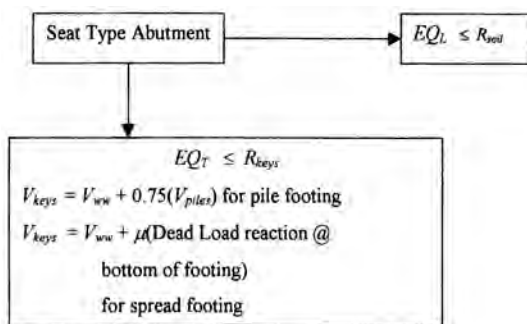 Seat Type Abutment
EQ_L ≤ R_soil
EQ_T ≤ R_keys
V_keys = V_ww + 0.75(V_piles) for pile footing
V_keys = V_ww + μ(Dead Load reaction @
bottom of footing)
for spread footing